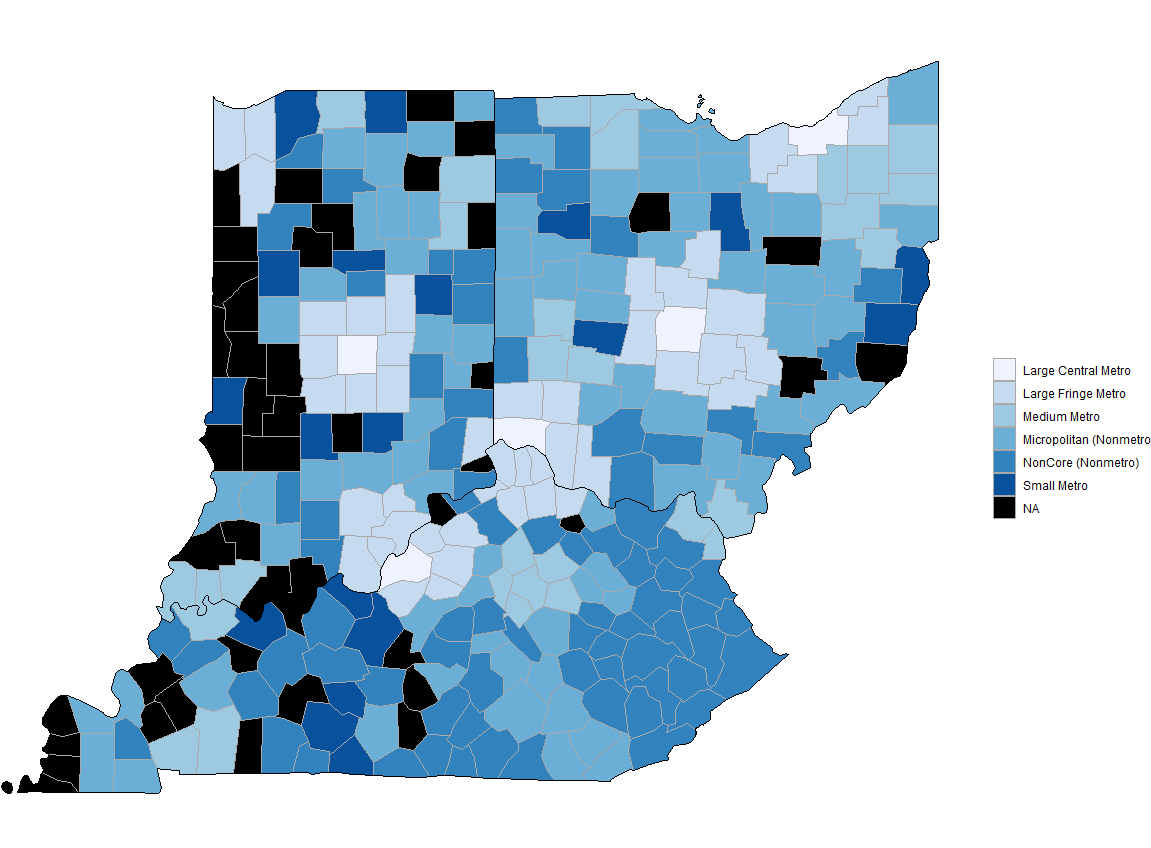 Large Central Metro
Large Fringe Metro
Medium Metro
Micropolitan (Nonmetro
NonCore (Nonmetro)
Small Metro
NA